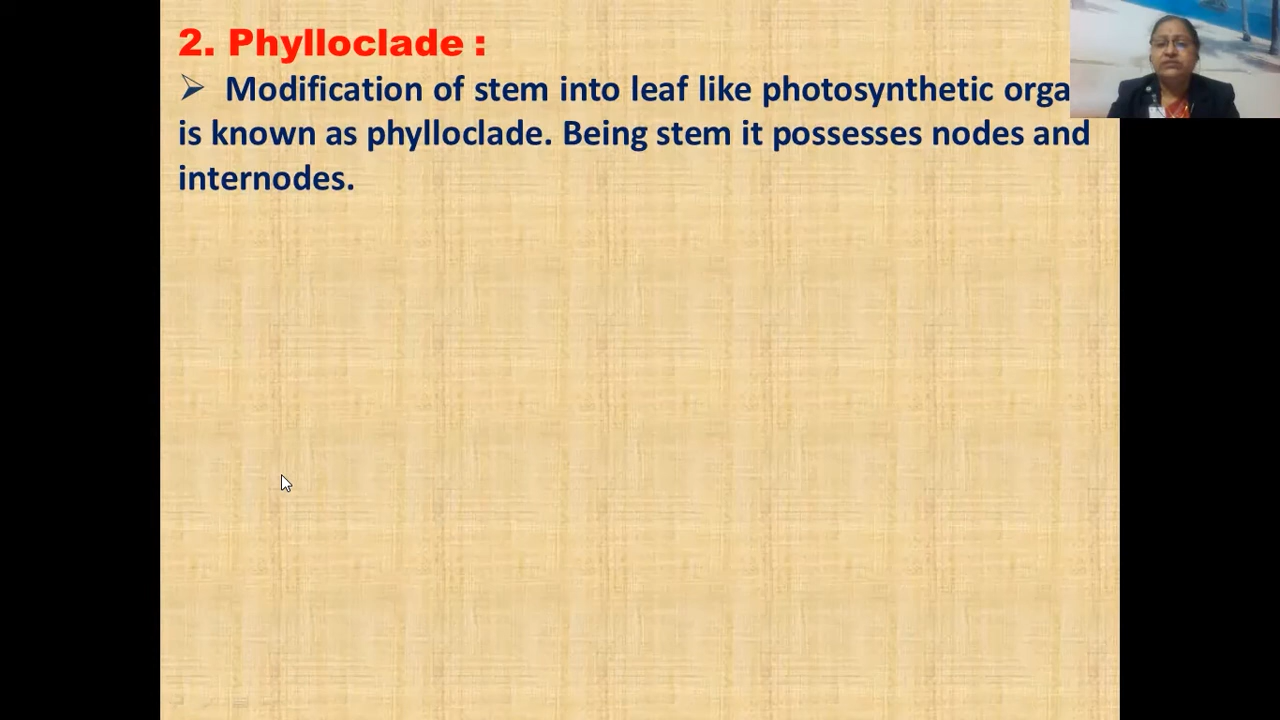 2. Phylloclade :
➢ Modification of stem into leaf like photosynthetic orga
is known as phylloclade. Being stem it possesses nodes and
internodes.